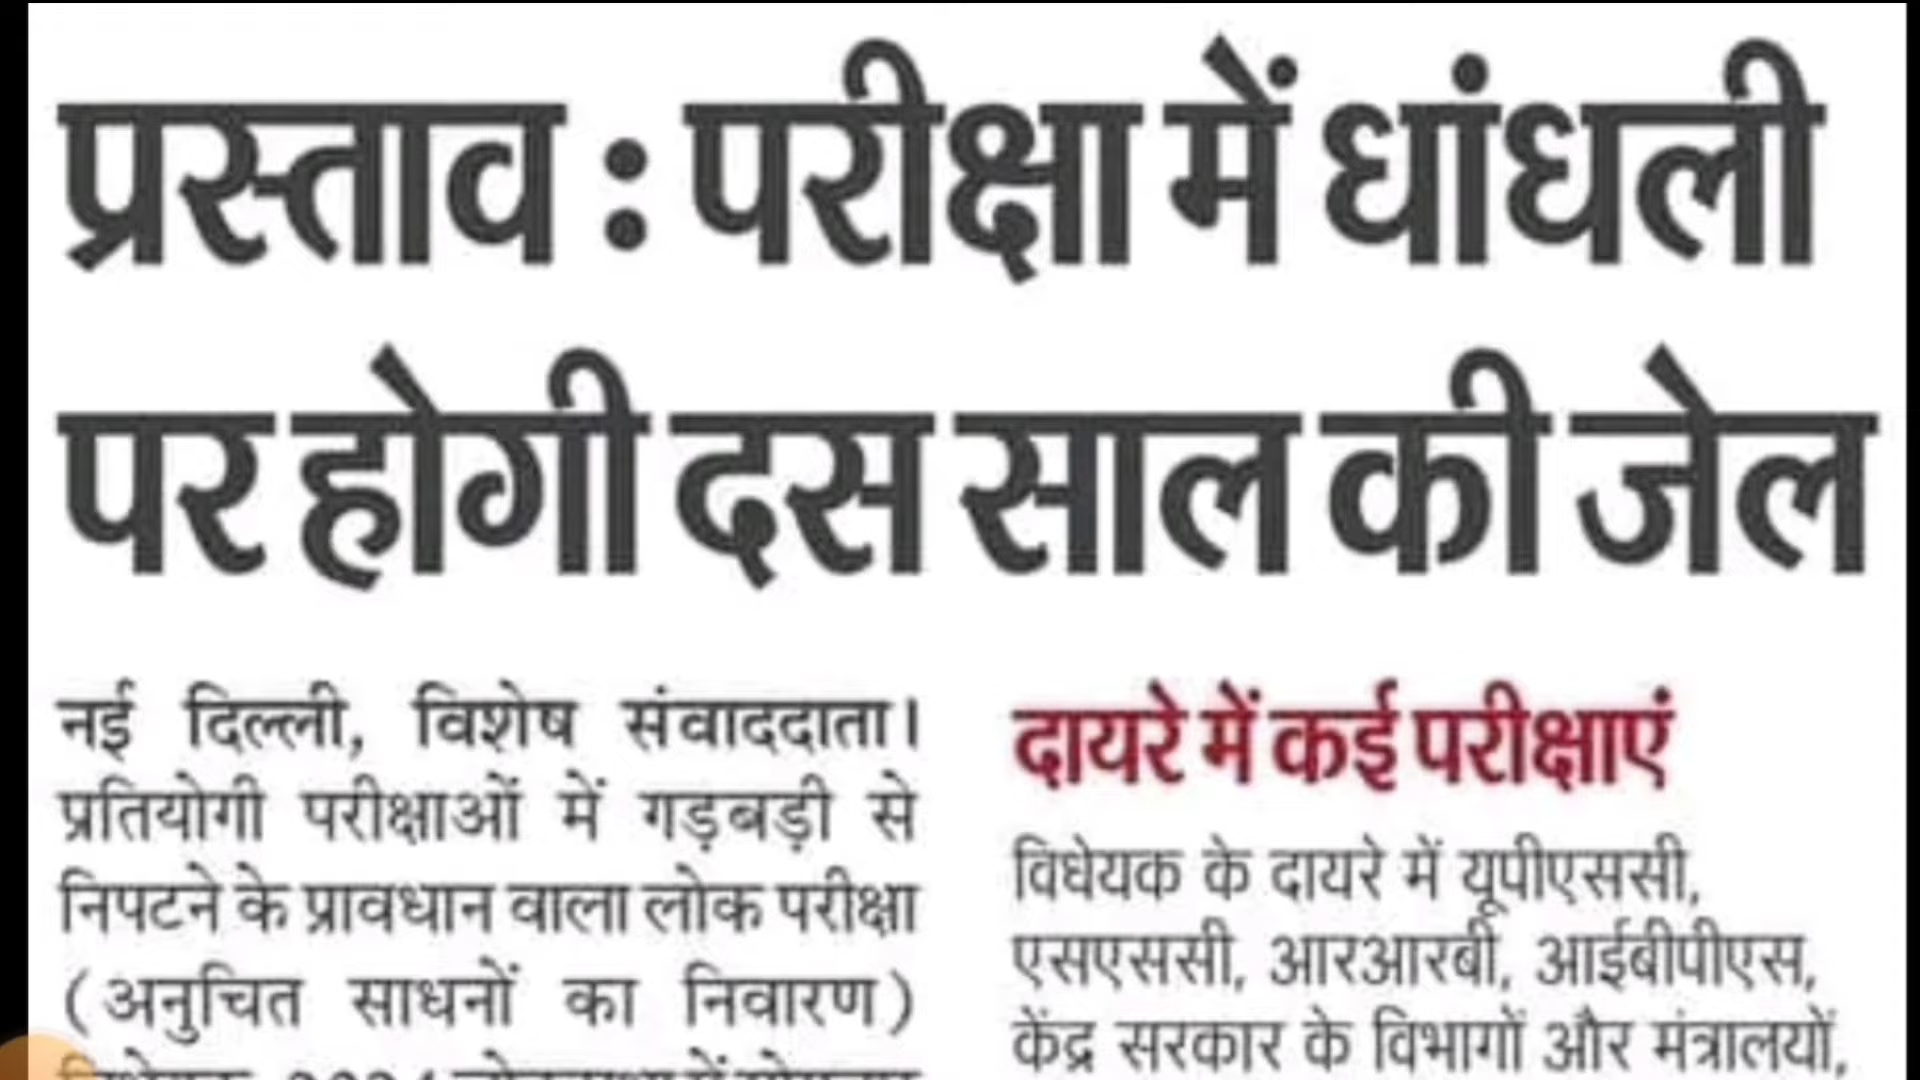 प्रस्ताव : परीक्षा में धांधली
पर होगी दस साल की जेल
नई दिल्ली, विशेष संवाददाता।
प्रतियोगी परीक्षाओं में गड़बड़ी से
निपटने के प्रावधान वाला लोक परीक्षा
(अनुचित साधनों का निवारण)
दायरे में कई परीक्षाएं
विधेयक के दायरे में यूपीएससी,
एसएससी, आरआरबी, आईबीपीएस,
केंद्र सरकार के विभागों और मंत्रालयों,